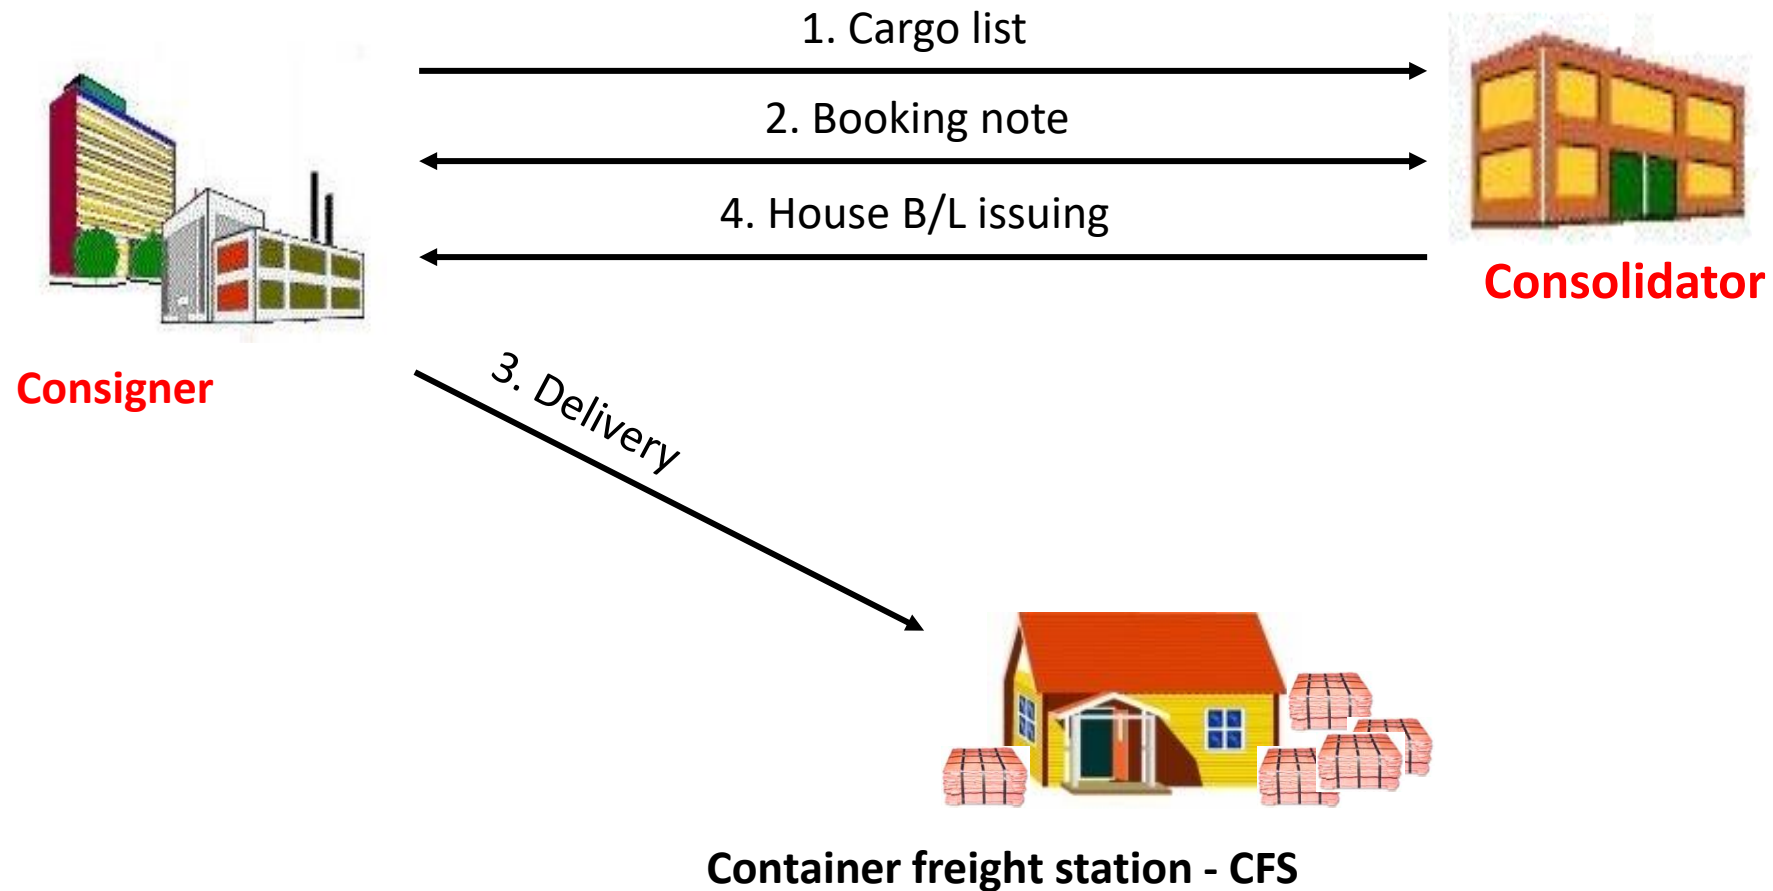 1. Cargo list
2. Booking note
4. House B/L issuing
Consolidator
Consigner
3. Delivery
Container freight station - CFS